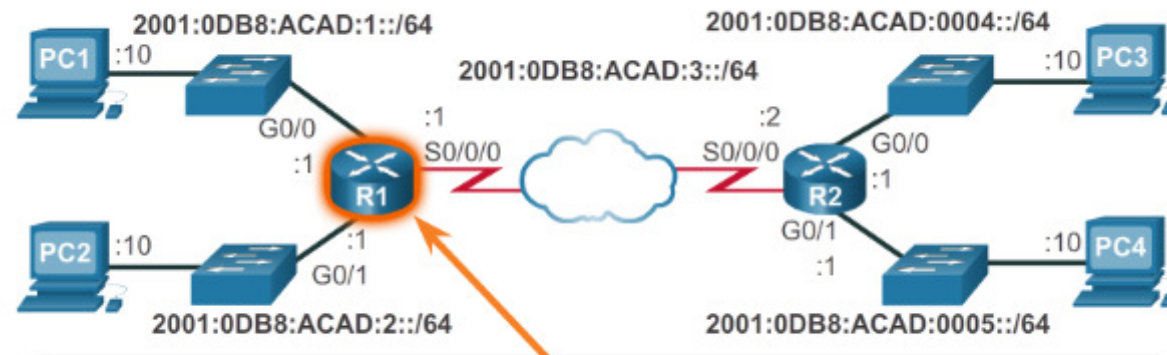 2001:0DB8:ACAD:1::/64
2001:0DB8:ACAD:0004::/64
PC1
:10
:10
PC3
2001:0DB8:ACAD:3::/64
G0/0
:1
:2
G0/0
:1
S0/0/0
S0/0/0
:1
R1
R2
PC2
:10
:1
G0/1
G0/1
:1
:10
PC4
2001:0DB8:ACAD:2::/64
2001:0DB8:ACAD:0005::/64